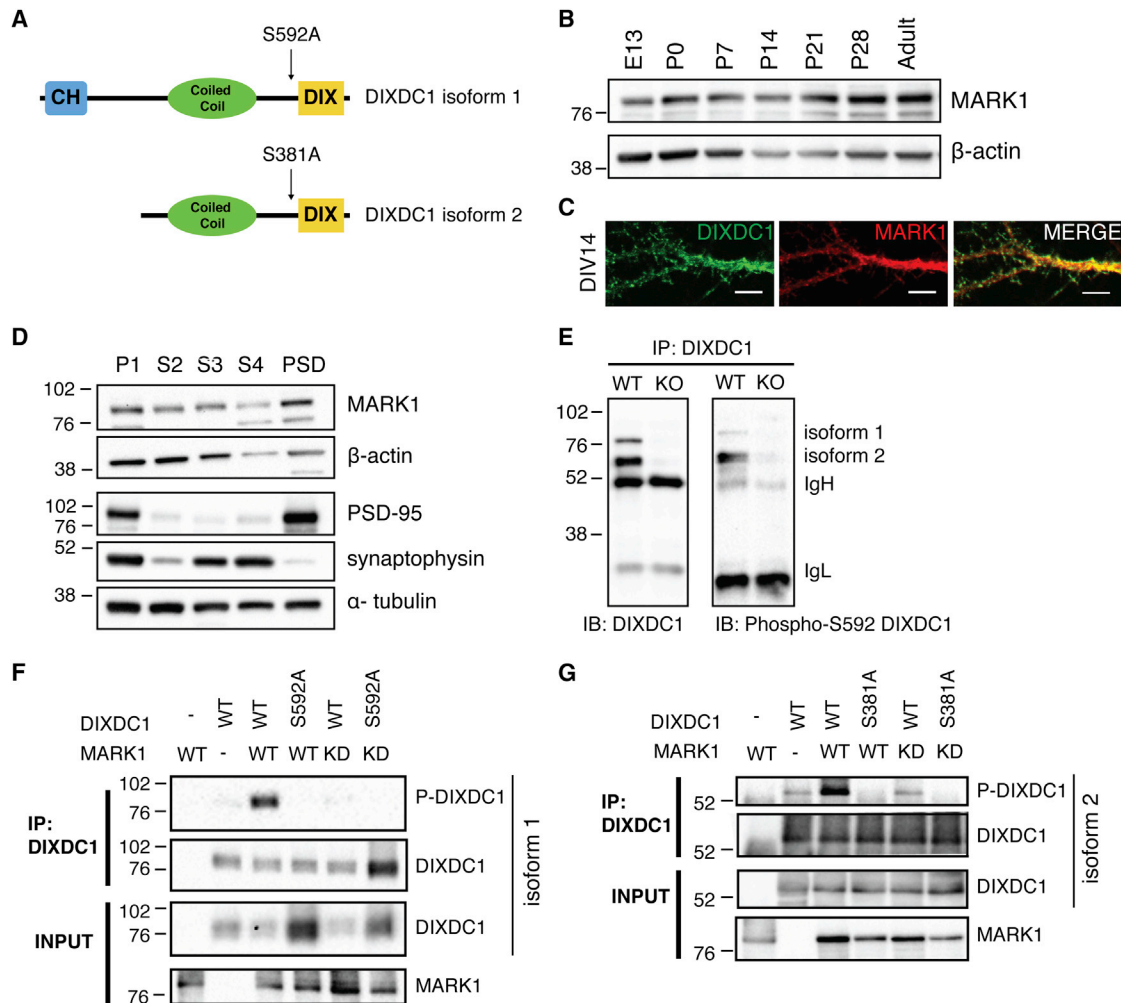 A
S592A
CH
Coiled
Coil
DIX
DIXDC1 isoform 1
S381A
Coiled
Coil
DIX
DIXDC1 isoform 2
B
E13 P0 P7 P14 P21 P28 Adult
76
MARK1
38
β-actin
C
DIV14
DIXDC1 MARK1 MERGE
D
P1 S2 S3 S4 PSD
102
76
MARK1
38
β-actin
102
76
PSD-95
52
synaptophysin
38
α- tubulin
E
IP: DIXDC1
WT KO WT KO
102
76
52
38
isoform 1
isoform 2
IgH
IgL
IB: DIXDC1 IB: Phospho-S592 DIXDC1
F
DIXDC1 - WT WT S592A WT S592A
MARK1 WT - WT WT KD KD
IP:
DIXDC1
102
76
P-DIXDC1
102
76
DIXDC1
INPUT
102
76
DIXDC1
76
MARK1
isoform 1
G
DIXDC1 - WT WT S381A WT S381A
MARK1 WT - WT WT KD KD
IP:
DIXDC1
52
P-DIXDC1
52
DIXDC1
INPUT
52
DIXDC1
76
MARK1
isoform 2